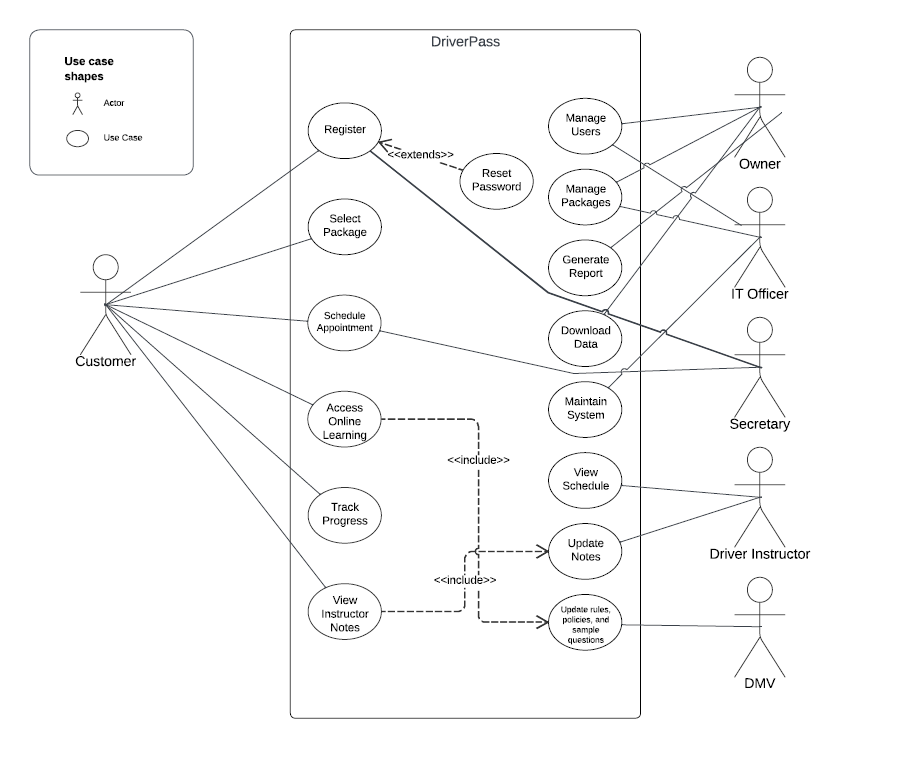 DriverPass
Use case
shapes
Actor
Use Case
Register
<<extends>>
Reset
Password
Select
Package
Schedule
Appointment
Access
Online
Learning
<<include>>
Track
Progress
View
Instructor
Notes
<<include>>
Manage
Users
Manage
Packages
Generate
Report
Download
Data
Maintain
System
View
Schedule
Update
Notes
Update rules,
policies, and
sample
questions
Customer
Owner
IT Officer
Secretary
Driver Instructor
DMV